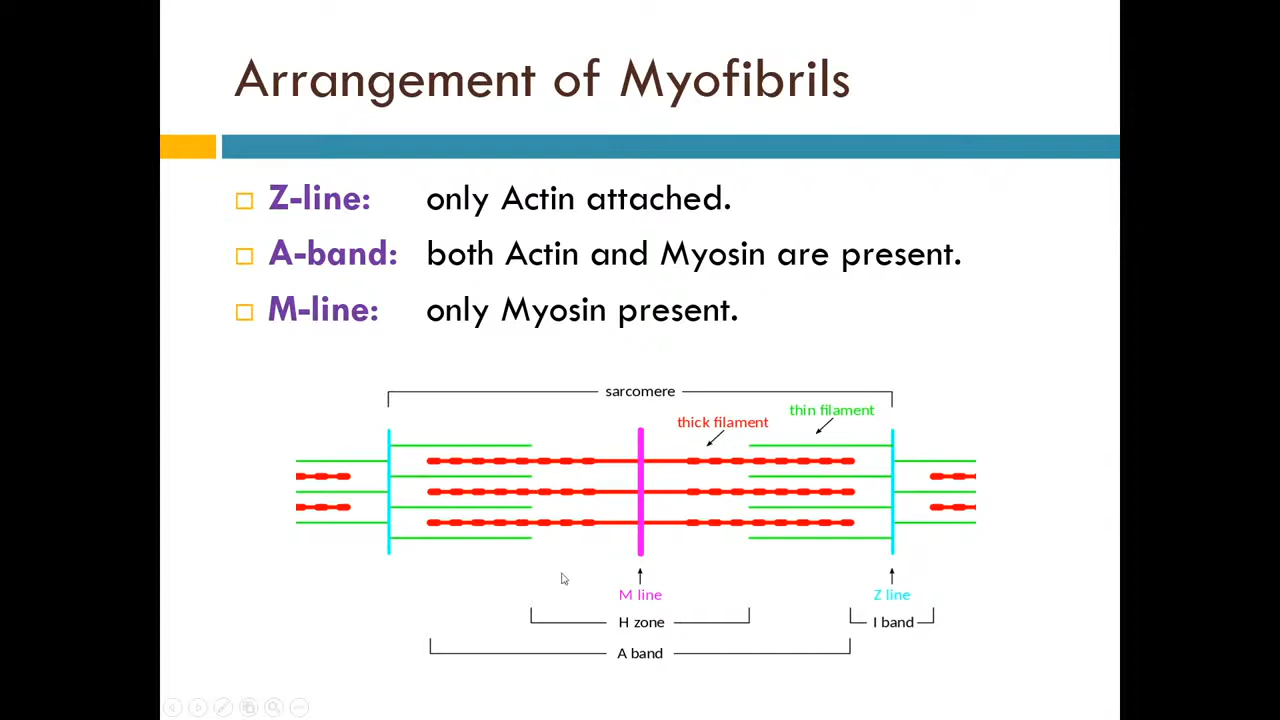 Arrangement of Myofibrils
Z-line: only Actin attached.
A-band: both Actin and Myosin are present.
M-line: only Myosin present.
sarcomere
thin filament
thick filament
M line
Z line
H zone
I band
A band